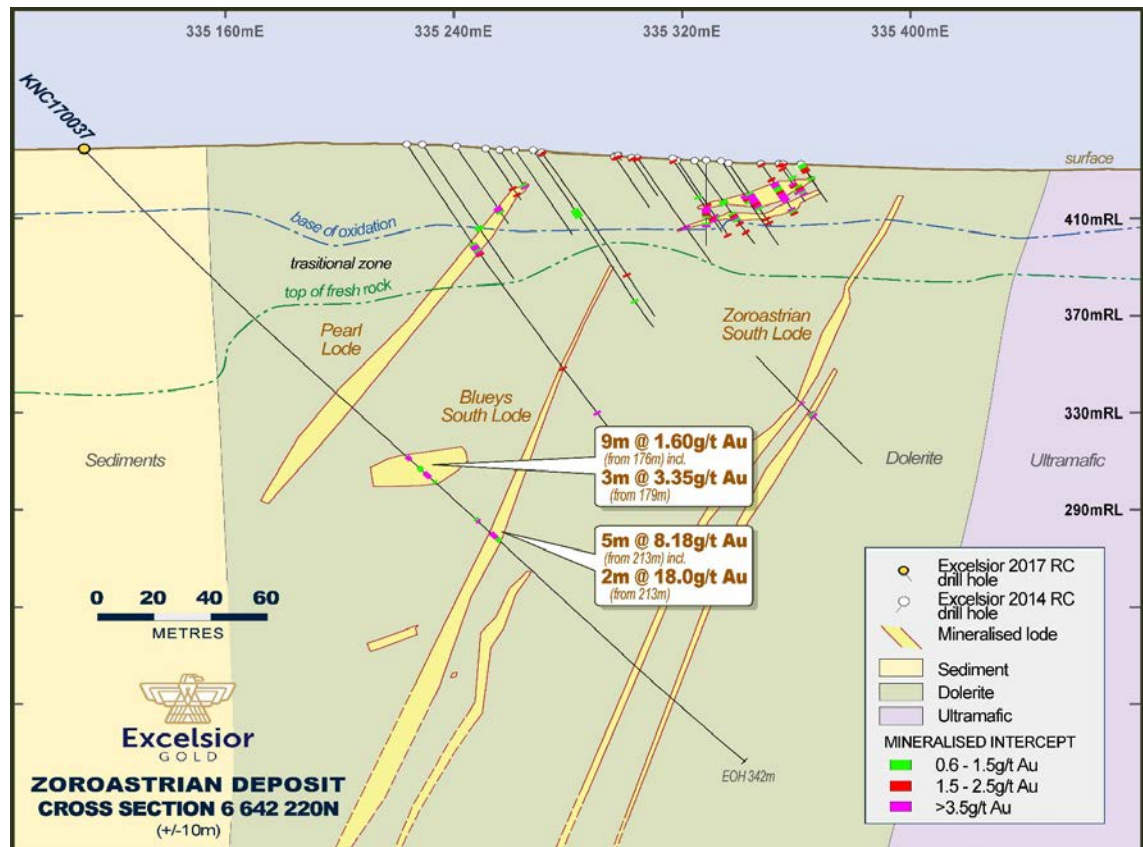 335 160mE
335 240mE
335 320mE
335 400mE
KNC170037
surface
base of oxidation
410mRL
trasitional zone
top of fresh rock
Pearl
Lode
Zoroastrian
South Lode
370mRL
Blueys
South Lode
330mRL
Sediments
9m @ 1.60g/t Au
(from 176m) incl.
3m @ 3.35g/t Au
(from 179m)
Dolerite
Ultramafic
290mRL
5m @ 8.18g/t Au
(from 213m) incl.
2m @ 18.0g/t Au
(from 213m)
0 20 40 60
METRES
Excelsior 2017 RC
drill hole
Excelsior 2014 RC
drill hole
Mineralised lode
Sediment
Dolerite
Ultramafic
MINERALISED INTERCEPT
0.6 - 1.5g/t Au
1.5 - 2.5g/t Au
>3.5g/t Au
Excelsior
GOLD
EOH 342m
ZOROASTRIAN DEPOSIT
CROSS SECTION 6 642 220N
(+/-10m)